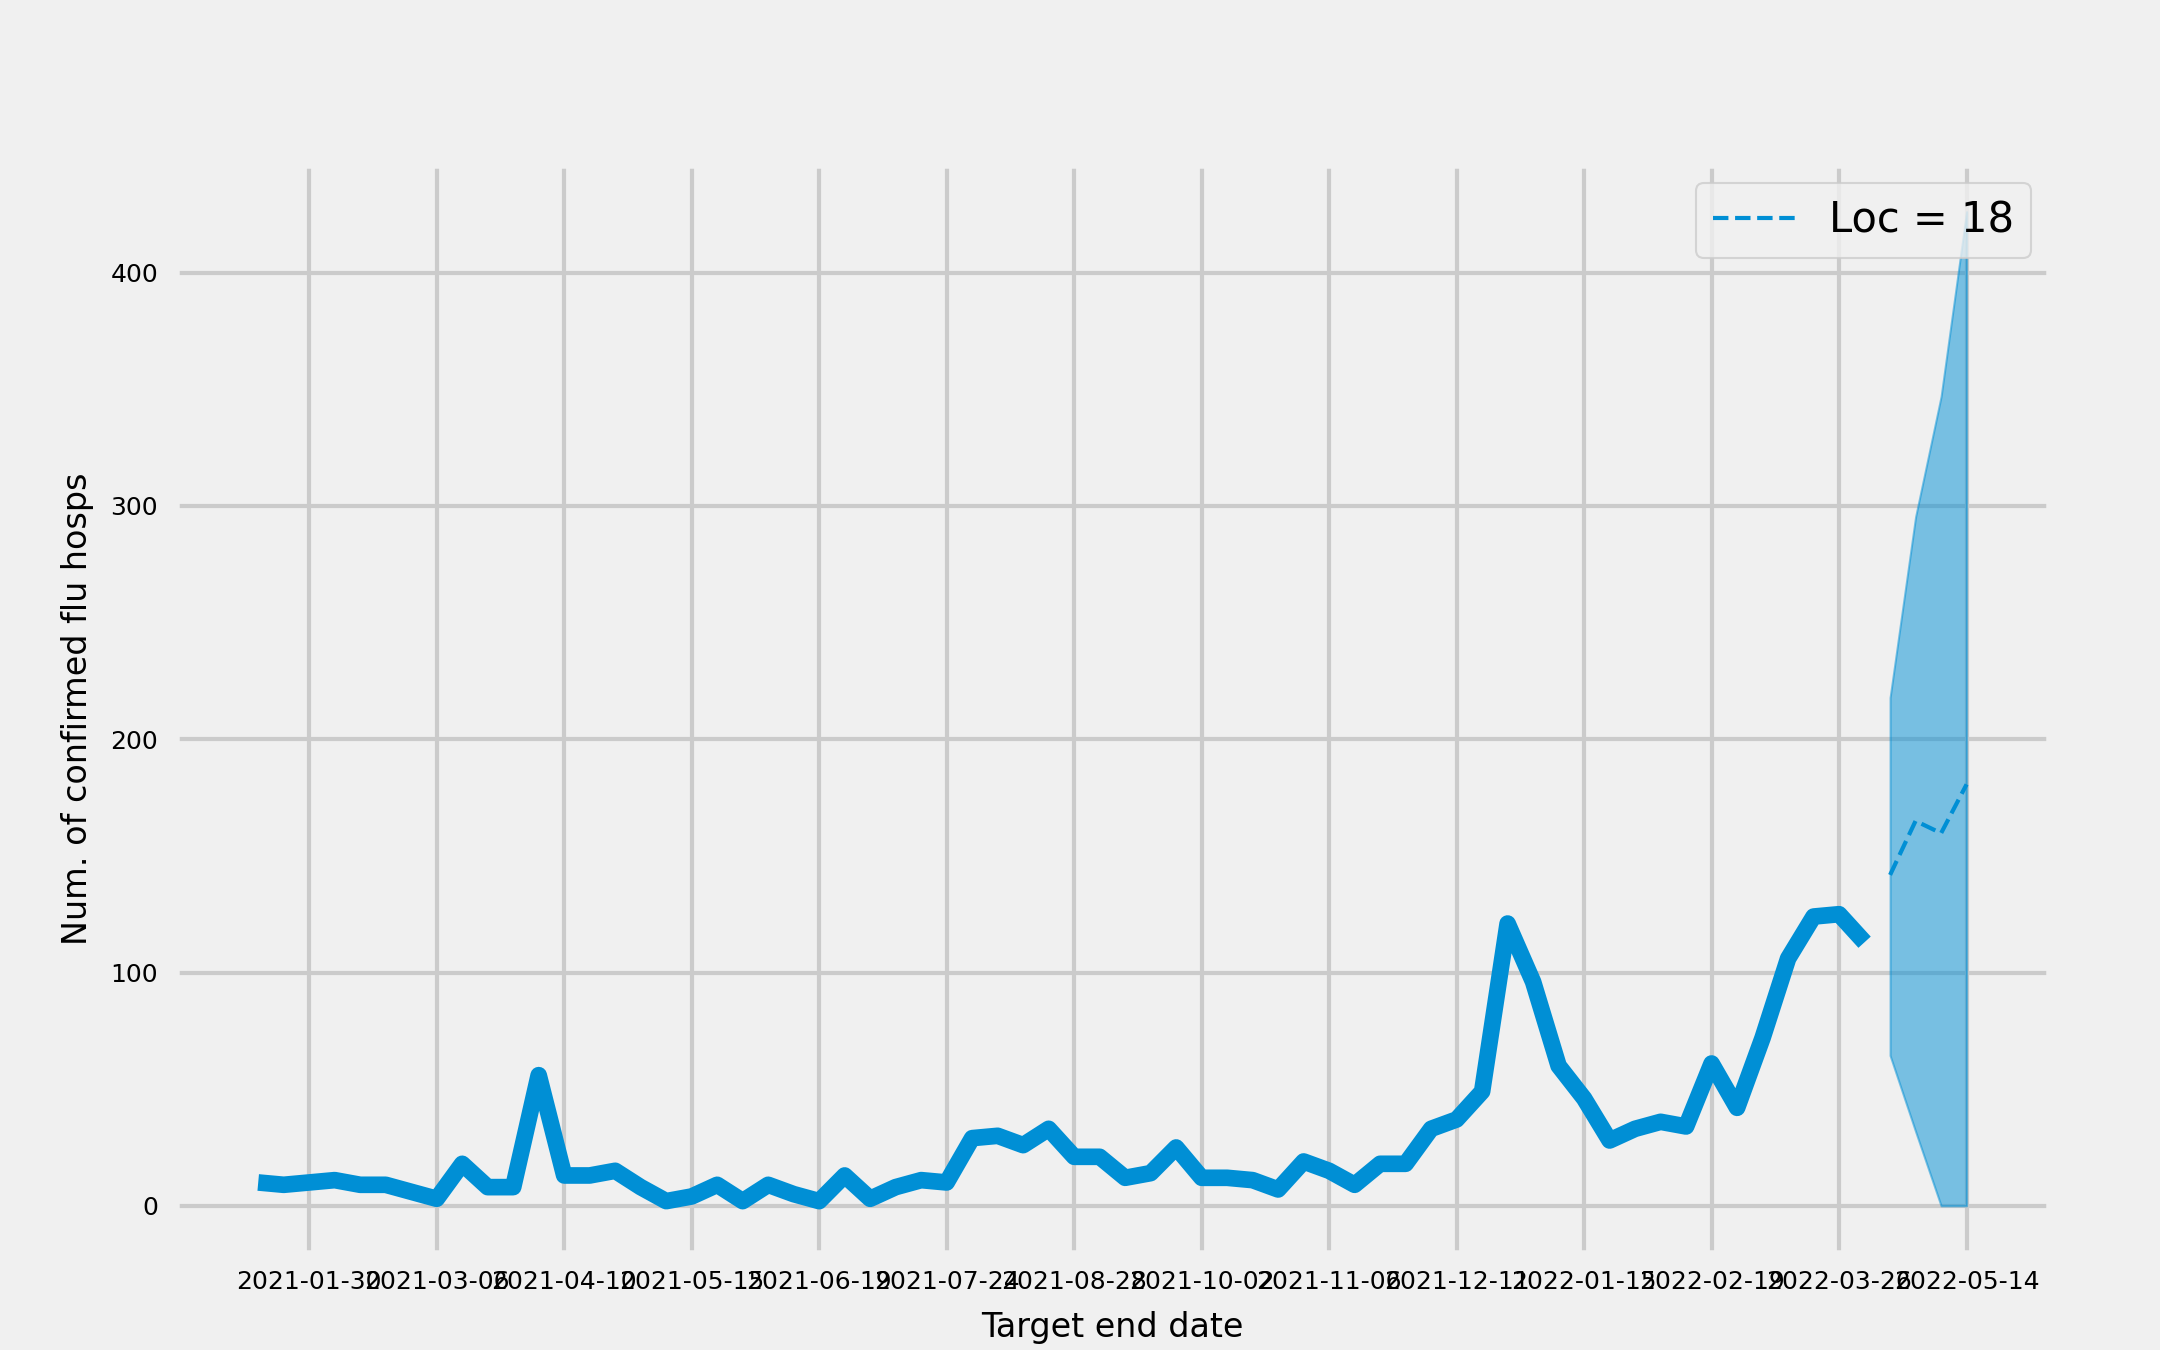 Loc = 18
400
300
200
100
0
Num. of confirmed flu hosps
2021-01-30 2021-03-06 2021-04-10 2021-05-15 2021-06-19 2021-07-24 2021-08-28 2021-10-02 2021-11-06 2021-12-11 2022-01-15 2022-02-19 2022-03-26 2022-05-14
Target end date